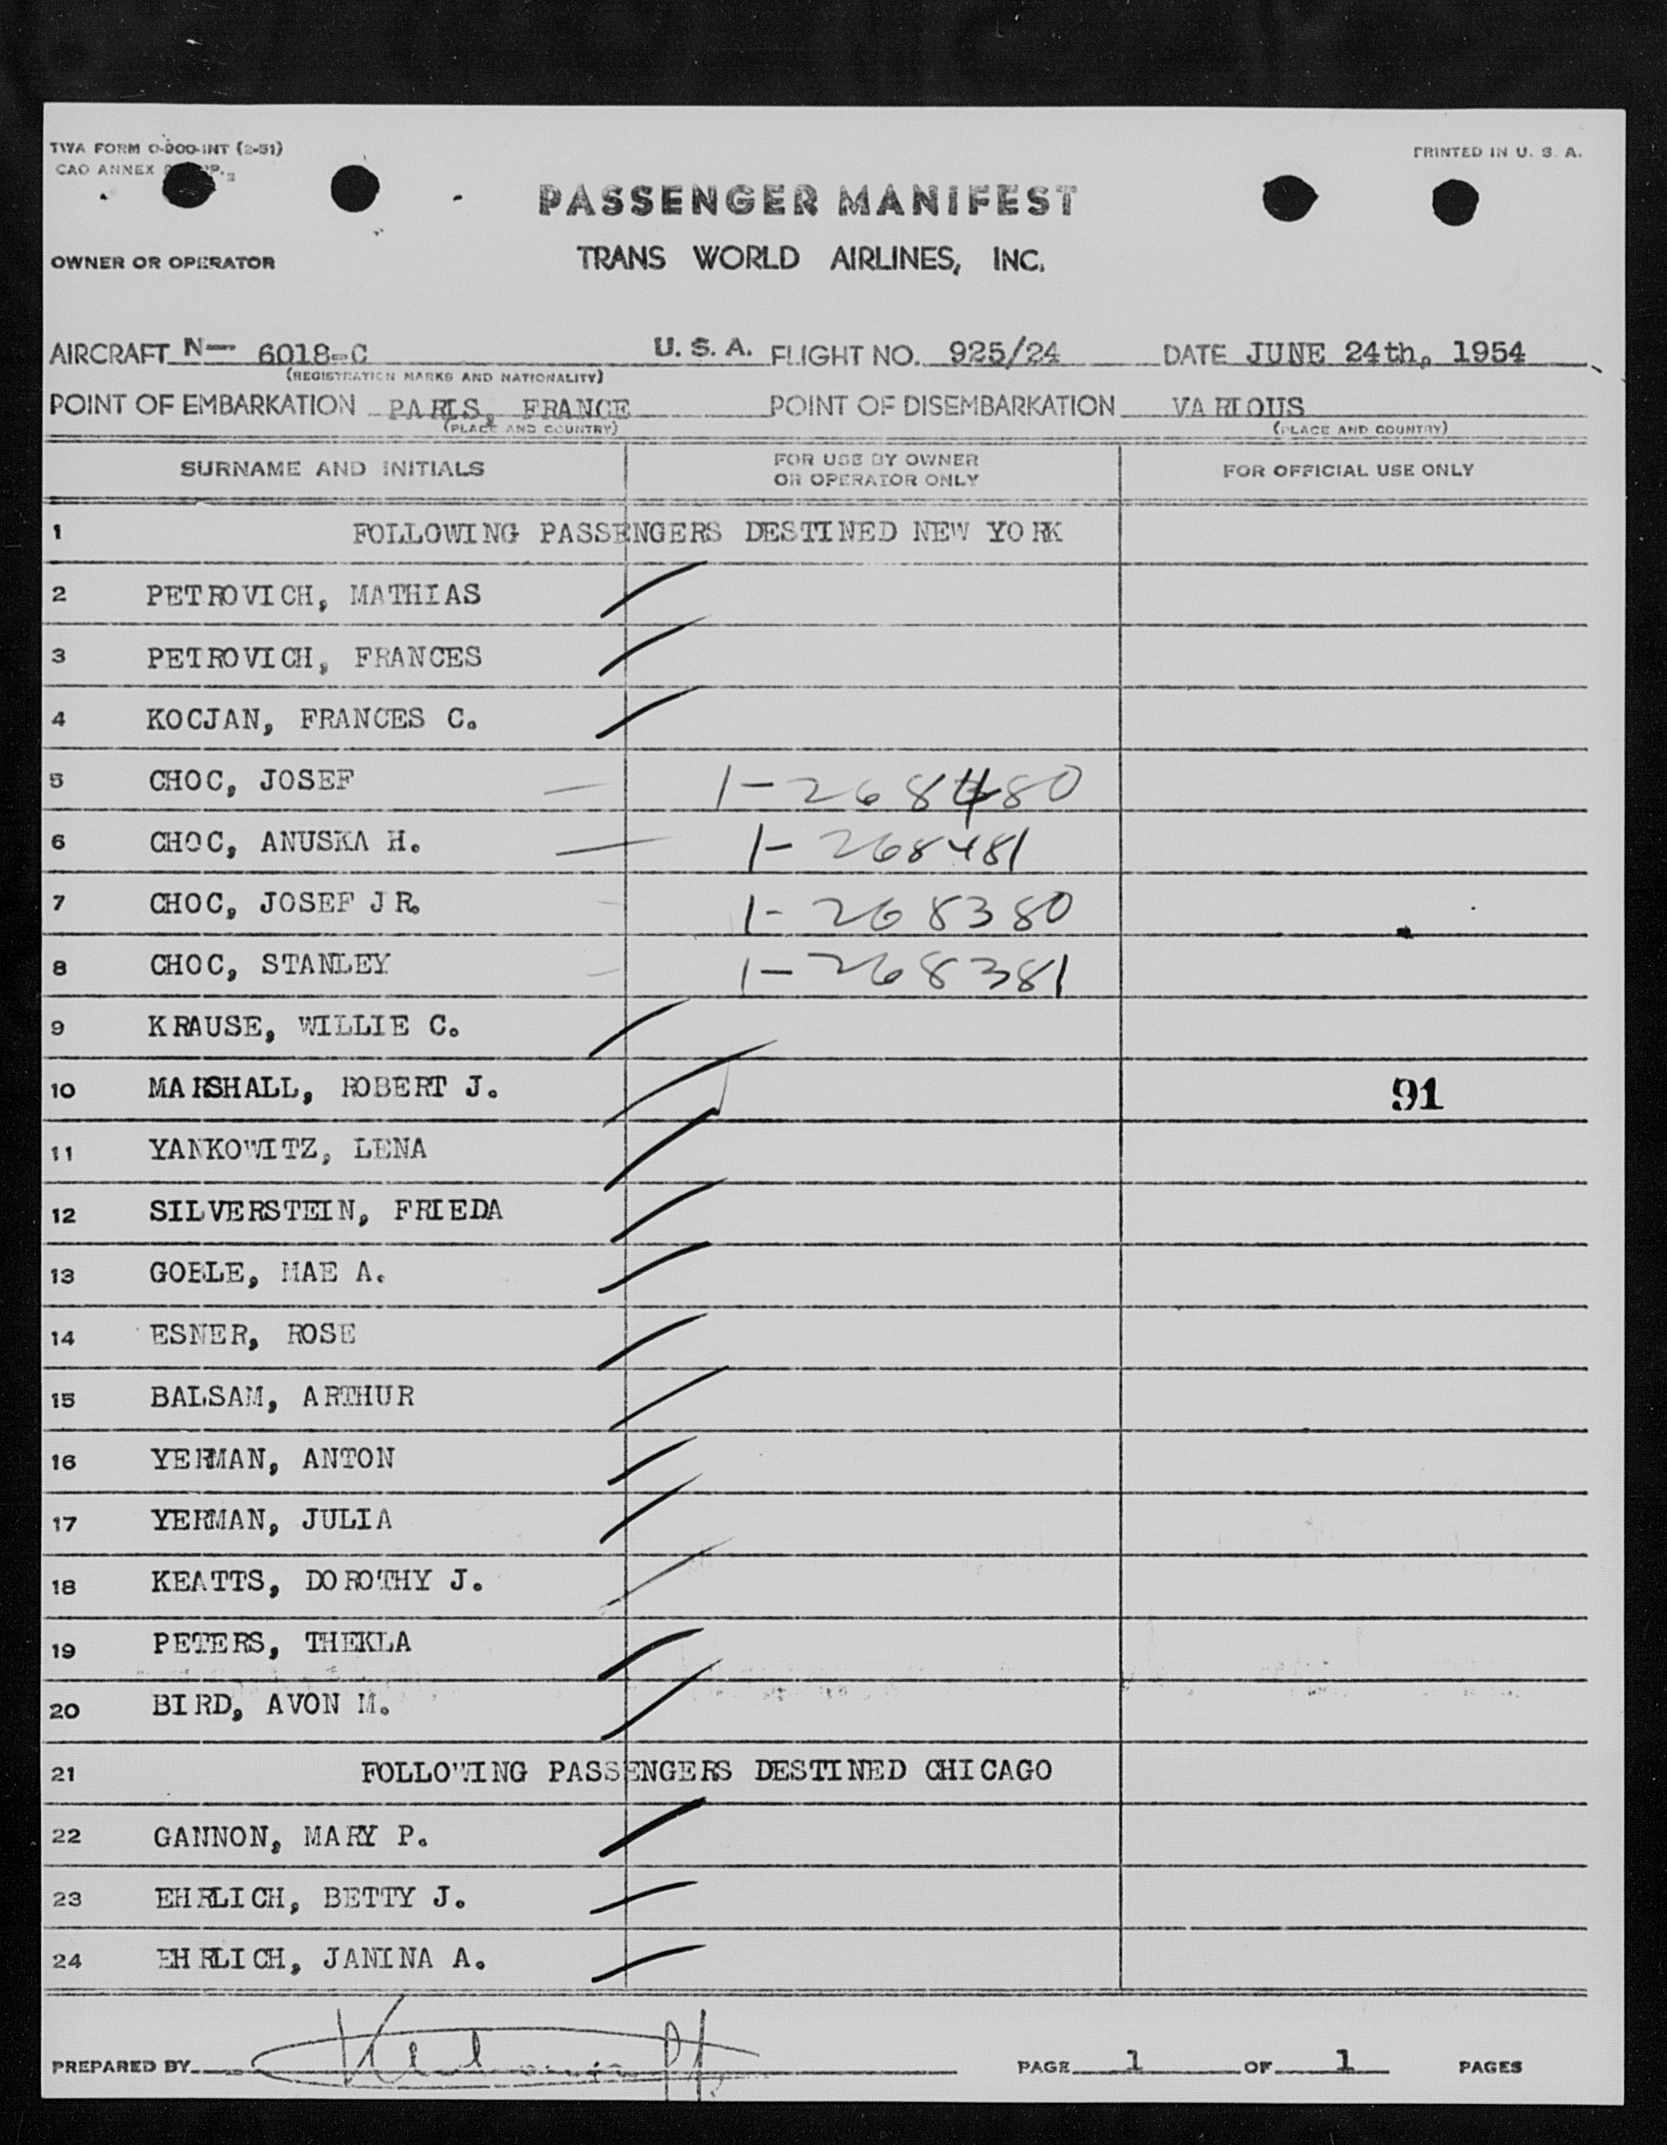 TWA FORM O-900-INT (2-51)
PRINTED IN U. S. A.
CAO ANNEX
PASSENGER MANIFEST
OWNER OR OPERATOR
TRANS WORLD AIRLINES, INC.
AIRCRAFT N— 6018-C U. S. A. FLIGHT NO. 925/24 DATE JUNE 24th, 1954
(REGISTRATION MARKS AND NATIONALITY)
POINT OF EMBARKATION PARIS, FRANCE POINT OF DISEMBARKATION VARIOUS
(PLACE AND COUNTRY) (PLACE AND COUNTRY)
SURNAME AND INITIALS FOR USE BY OWNER OR OPERATOR ONLY FOR OFFICIAL USE ONLY
1 FOLLOWING PASSENGERS DESTINED NEW YORK
2 PETROVICH, MATHIAS
3 PETROVICH, FRANCES
4 KOCJAN, FRANCES C.
5 CHOC, JOSEF — 1-268480
6 CHOC, ANUSKA H. — 1-268481
7 CHOC, JOSEF JR. - 1-268380
8 CHOC, STANLEY - 1-268381
9 KRAUSE, WILLIE C.
10 MARSHALL, ROBERT J. 91
11 YANKOWITZ, LENA
12 SILVERSTEIN, FRIEDA
13 GOBLE, MAE A.
14 ESNER, ROSE
15 BALSAM, ARTHUR
16 YERMAN, ANTON
17 YERMAN, JULIA
18 KEATTS, DOROTHY J.
19 PETERS, THEKLA
20 BIRD, AVON M.
21 FOLLOWING PASSENGERS DESTINED CHICAGO
22 GANNON, MARY P.
23 EHRLICH, BETTY J.
24 EHRLICH, JANINA A.
PREPARED BY PAGE 1 OF 1 PAGES